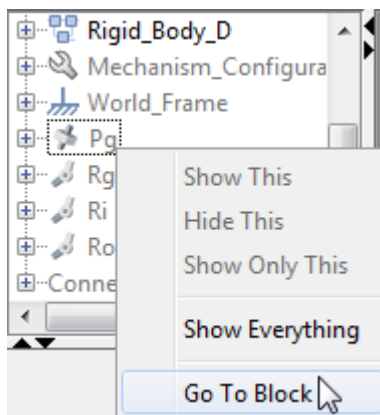 Rigid_Body_D
Mechanism_Configura
World_Frame
Pg
Rg
Ri
Ro
Conne
Show This
Hide This
Show Only This
Show Everything
Go To Block